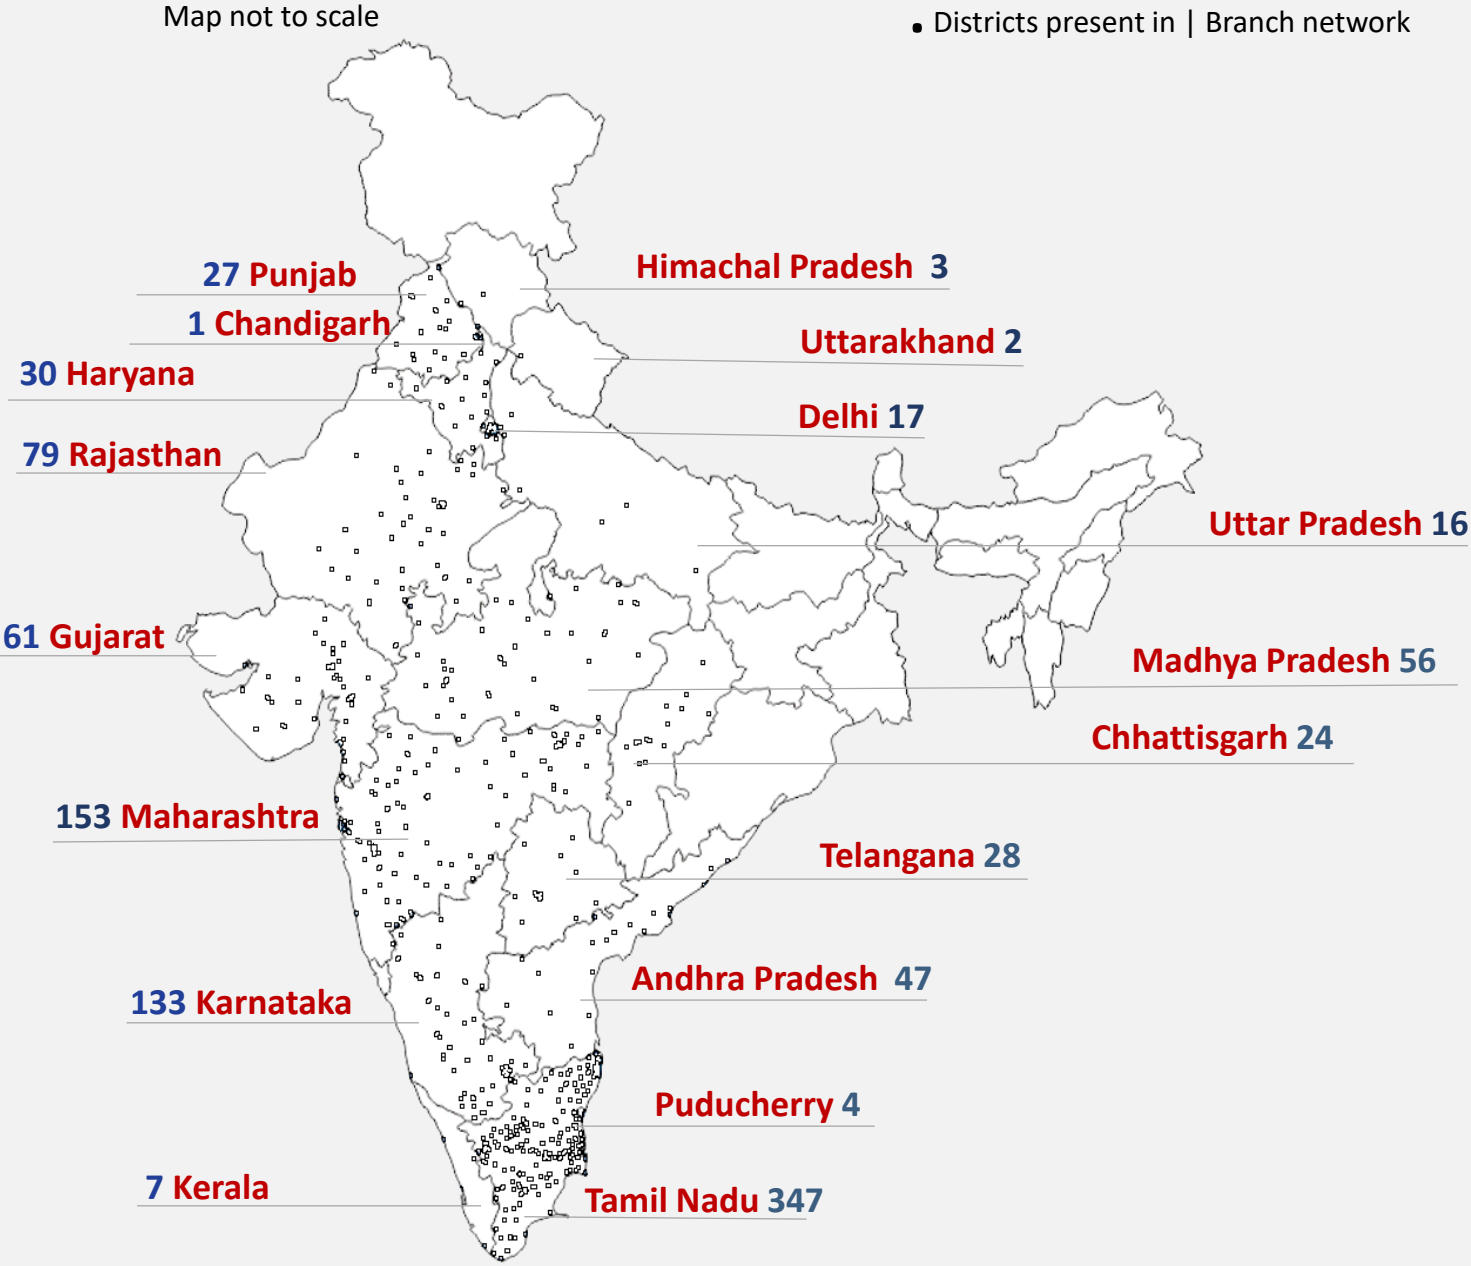 Map not to scale
. Districts present in | Branch network
27 Punjab
Himachal Pradesh 3
1 Chandigarh
Uttarakhand 2
30 Haryana
Delhi 17
79 Rajasthan
Uttar Pradesh 16
61 Gujarat
Madhya Pradesh 56
Chhattisgarh 24
153 Maharashtra
Telangana 28
Andhra Pradesh 47
133 Karnataka
Puducherry 4
7 Kerala
Tamil Nadu 347